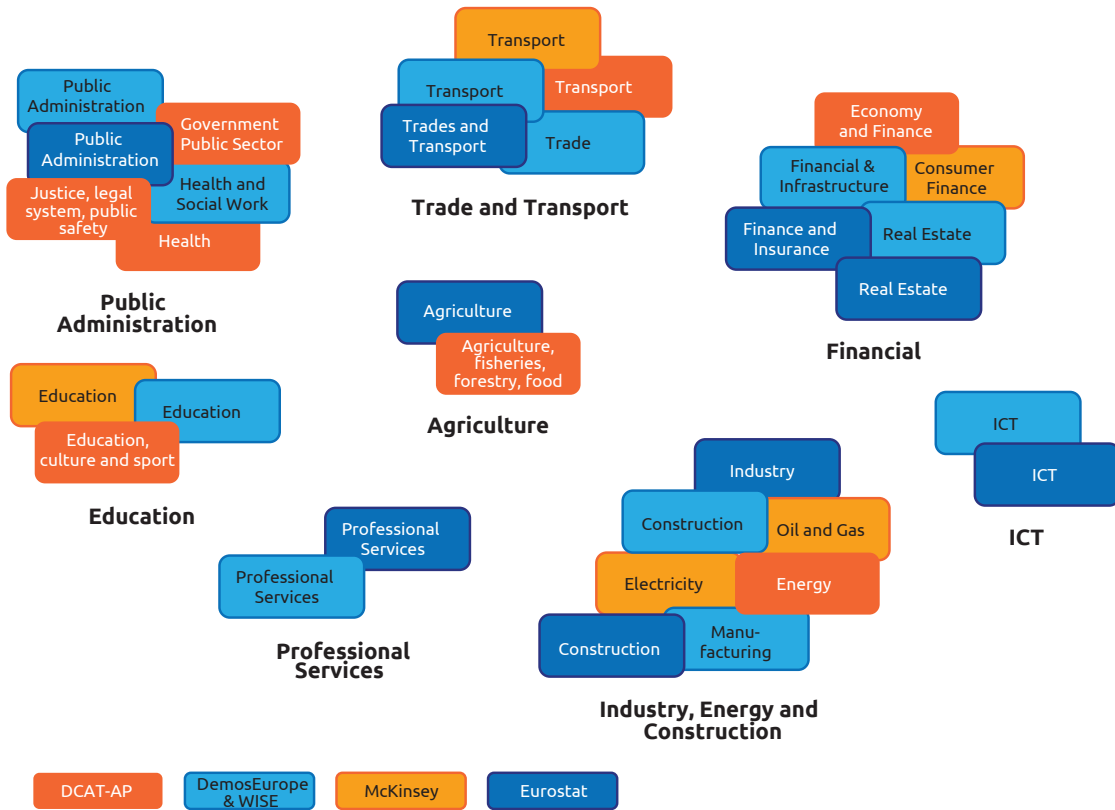 Public
Administration
Government
Public Sector
Public
Administration
Health and
Social Work
Justice, legal
system, public
safety
Health
Public
Administration
Transport
Transport
Transport
Trades and
Transport
Trade
Trade and Transport
Economy
and Finance
Financial &
Infrastructure
Consumer
Finance
Finance and
Insurance
Real Estate
Real Estate
Financial
Agriculture
Agriculture,
fisheries,
forestry, food
Agriculture
Education
Education
Education,
culture and sport
Education
ICT
ICT
ICT
Professional
Services
Professional
Services
Professional
Services
Industry
Construction
Oil and Gas
Electricity
Energy
Manu-
facturing
Construction
Industry, Energy and
Construction
DCAT-AP
DemosEurope
& WISE
McKinsey
Eurostat